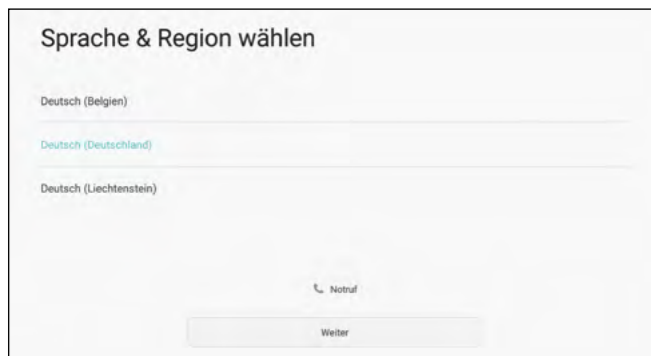 Sprache & Region wählen
Deutsch (Belgien)
Deutsch (Deutschland)
Deutsch (Liechtenstein)
Notruf
Weiter